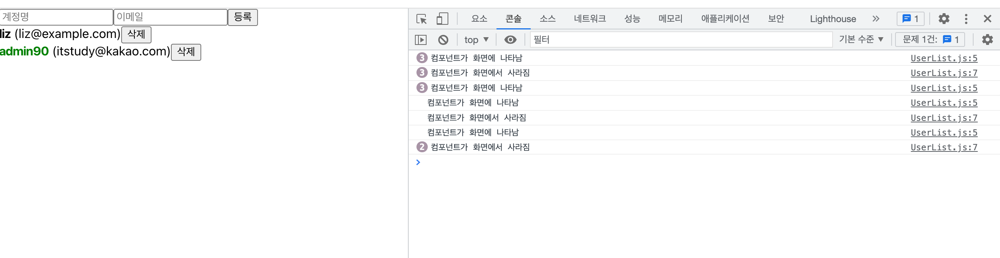 계정명 이메일 등록
liz (liz@example.com) 삭제
admin90 (itstudy@kakao.com) 삭제
요소 콘솔 소스 네트워크 성능 메모리 애플리케이션 보안 Lighthouse 1
top 필터 기본 수준 문제 1건: 1
3 컴포넌트가 화면에 나타남 UserList.js:5
3 컴포넌트가 화면에서 사라짐 UserList.js:7
3 컴포넌트가 화면에 나타남 UserList.js:5
컴포넌트가 화면에 나타남 UserList.js:5
컴포넌트가 화면에서 사라짐 UserList.js:7
컴포넌트가 화면에 나타남 UserList.js:5
2 컴포넌트가 화면에서 사라짐 UserList.js:7